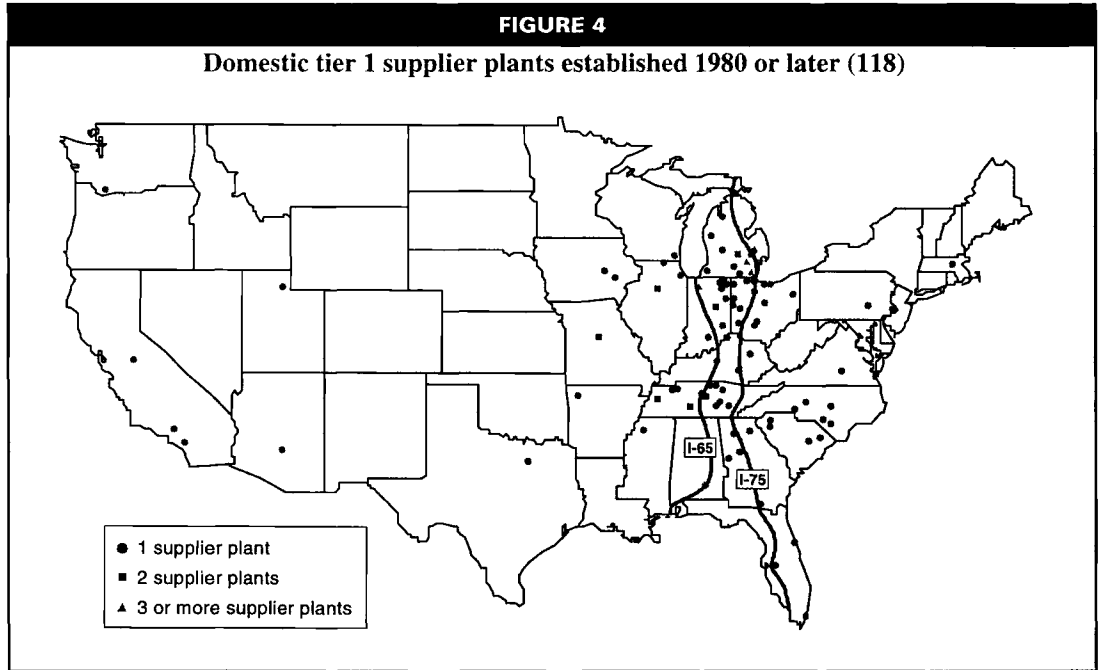 FIGURE 4
Domestic tier 1 supplier plants established 1980 or later (118)
I-65
I-75
1 supplier plant
2 supplier plants
3 or more supplier plants